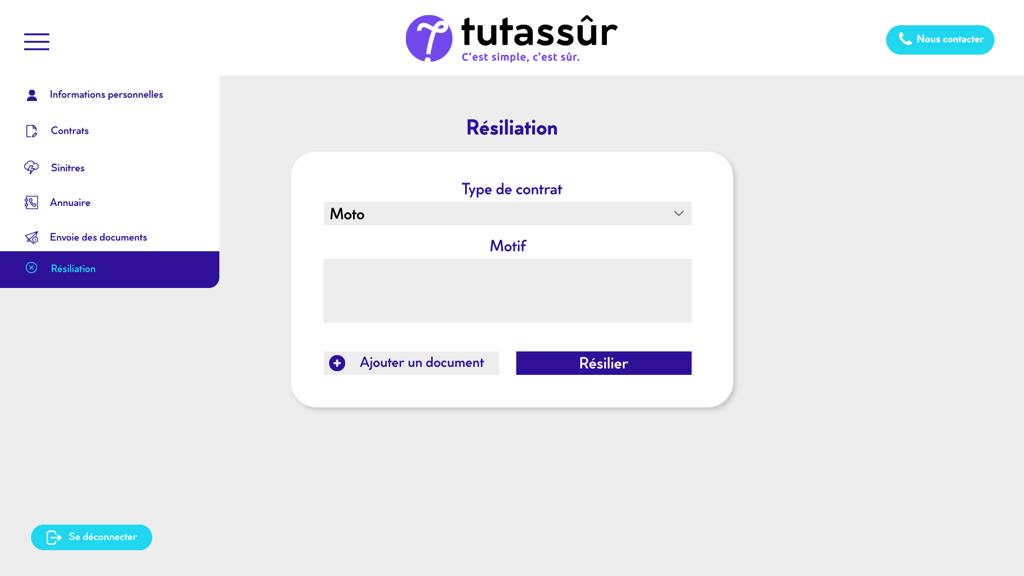 tutassûr
C'est simple, c'est sûr.
Nous contacter
Informations personnelles
Contrats
Sinitres
Annuaire
Envoie des documents
Résiliation
Résiliation
Type de contrat
Moto
Motif
Ajouter un document
Résilier
Se déconnecter